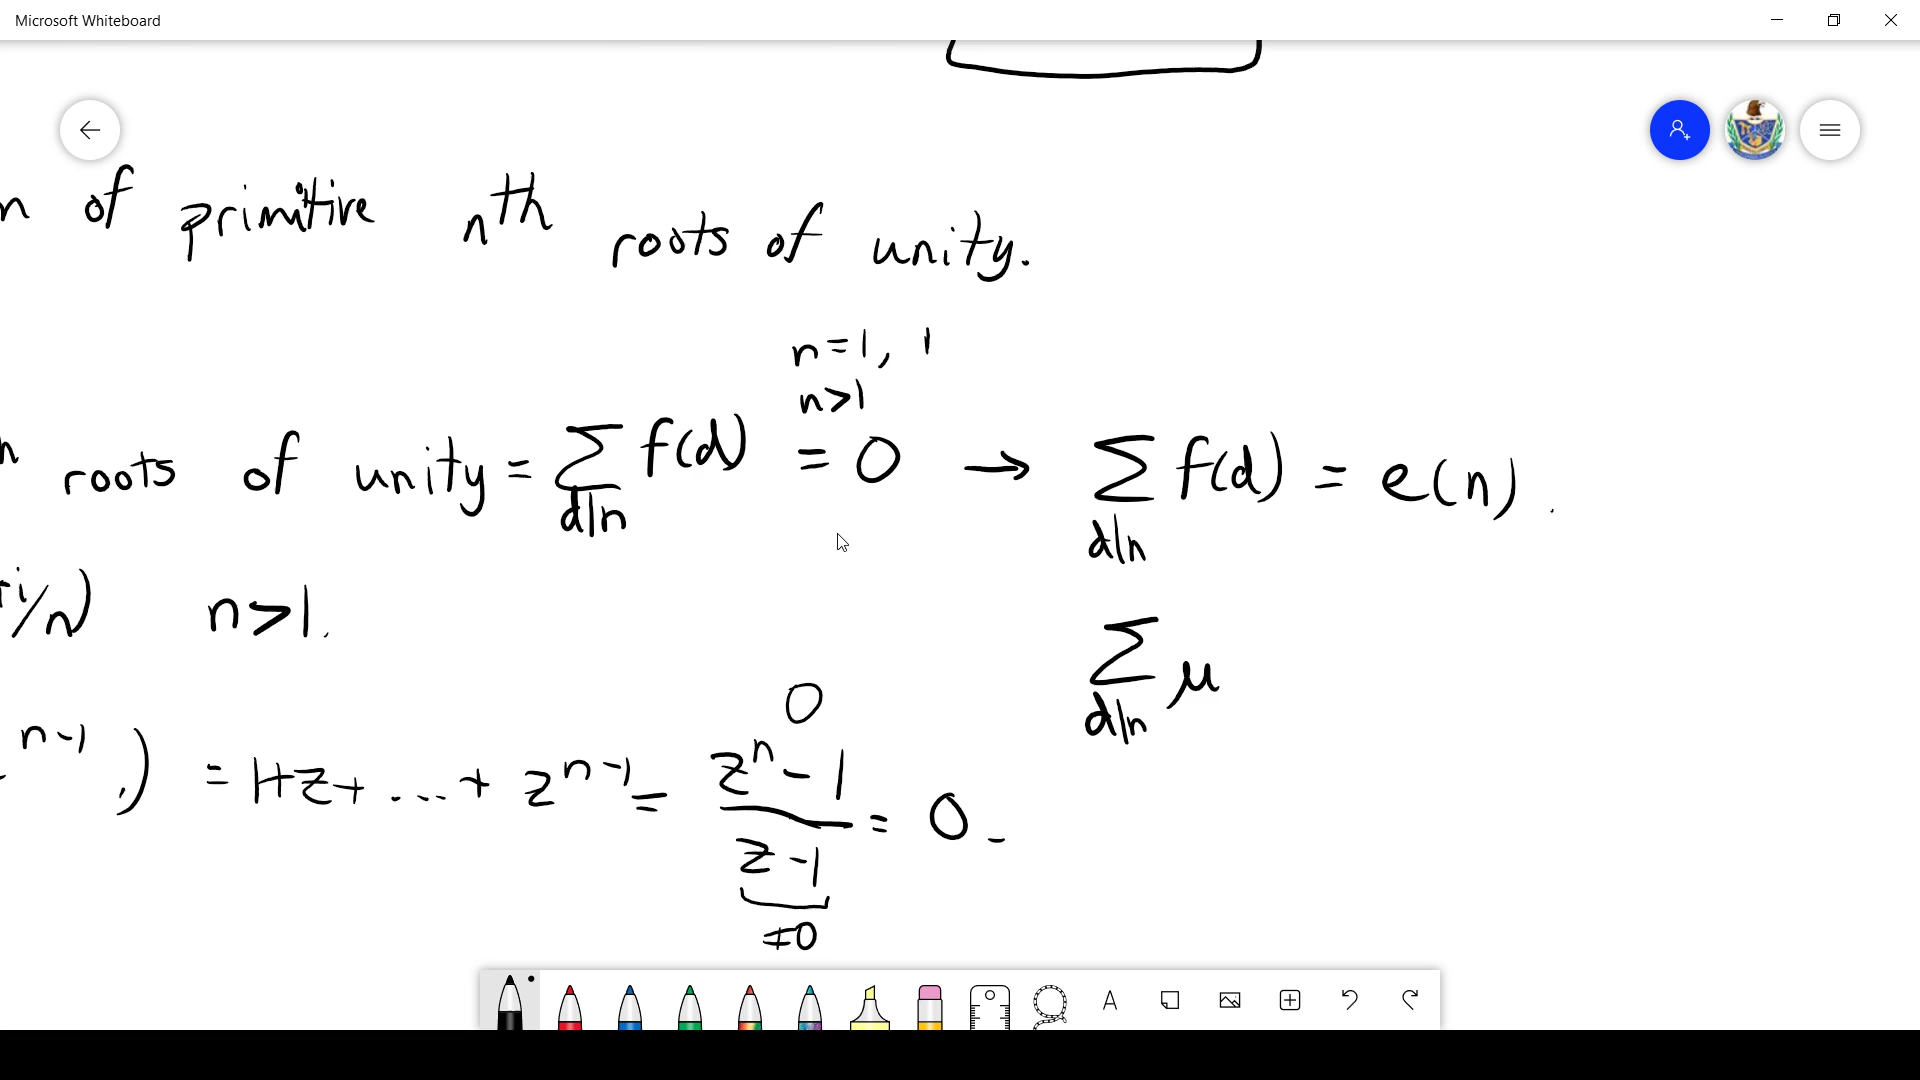 Microsoft Whiteboard
n of primitive nth roots of unity.
n=1, 1
n>1
roots of unity = ∑ f(d) = 0 → ∑ f(d) = e(n).
d|n d|n
i/n) n>1.
∑ μ
d|n
0
n-1 ) = 1+z+ ... + z^n-1 = z^n - 1 = 0.
z - 1
≠0
A